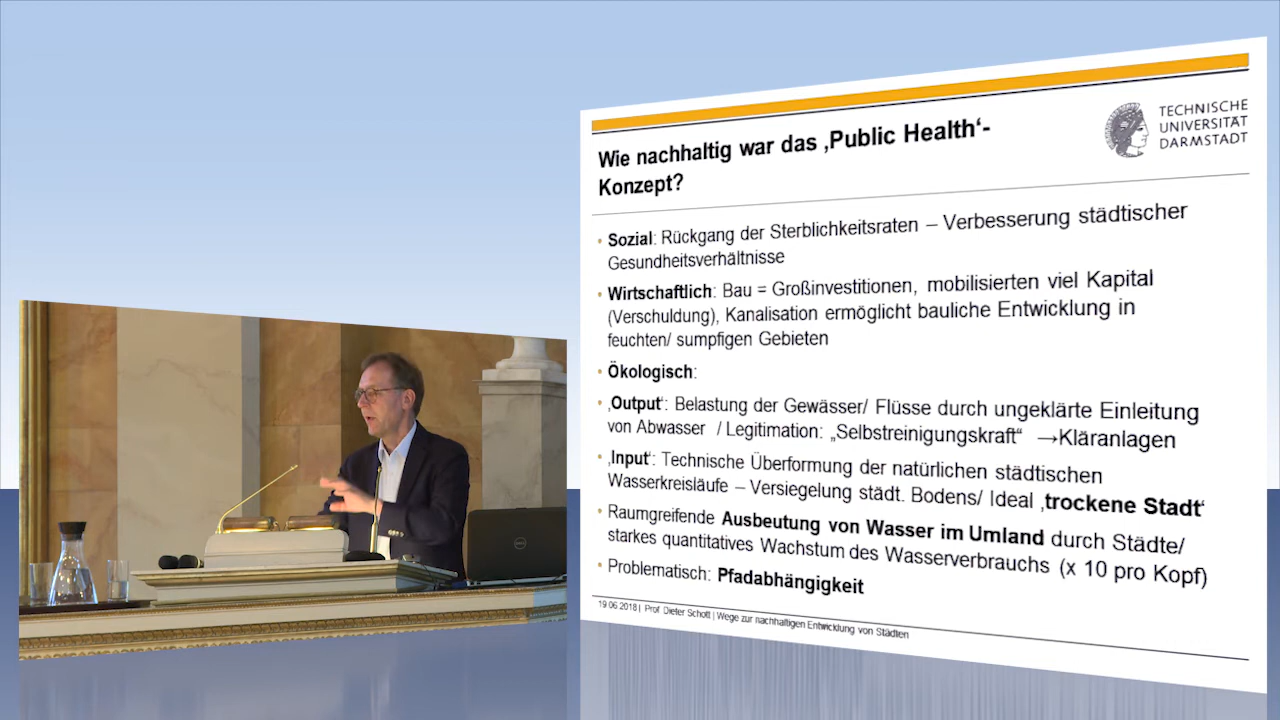 TECHNISCHE
UNIVERSITÄT
DARMSTADT
Wie nachhaltig war das ‚Public Health‘-
Konzept?
• Sozial: Rückgang der Sterblichkeitsraten – Verbesserung städtischer
Gesundheitsverhältnisse
• Wirtschaftlich: Bau = Großinvestitionen, mobilisierten viel Kapital
(Verschuldung), Kanalisation ermöglicht bauliche Entwicklung in
feuchten/ sumpfigen Gebieten
• Ökologisch:
• ‚Output‘: Belastung der Gewässer/ Flüsse durch ungeklärte Einleitung
von Abwasser / Legitimation: „Selbstreinigungskraft“ →Kläranlagen
• ‚Input‘: Technische Überformung der natürlichen städtischen
Wasserkreisläufe – Versiegelung städt. Bodens/ Ideal ‚trockene Stadt‘
• Raumgreifende Ausbeutung von Wasser im Umland durch Städte/
starkes quantitatives Wachstum des Wasserverbrauchs (x 10 pro Kopf)
• Problematisch: Pfadabhängigkeit
19.06.2018 | Prof. Dieter Schott | Wege zur nachhaltigen Entwicklung von Städten
DELL